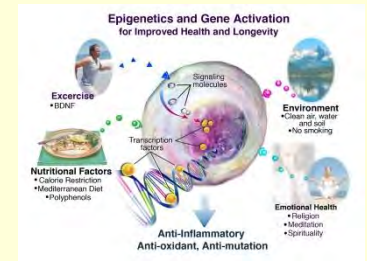 Epigenetics and Gene Activation
for Improved Health and Longevity
Signaling
molecules
Excercise
•BDNF
Environment
•Clean air, water
and soil
•No smoking
Transcription
factors
Nutritional Factors
•Calorie Restriction
•Mediterranean Diet
•Polyphenols
Emotional Health
•Religion
•Meditation
•Spirituality
Anti-Inflammatory
Anti-oxidant, Anti-mutation